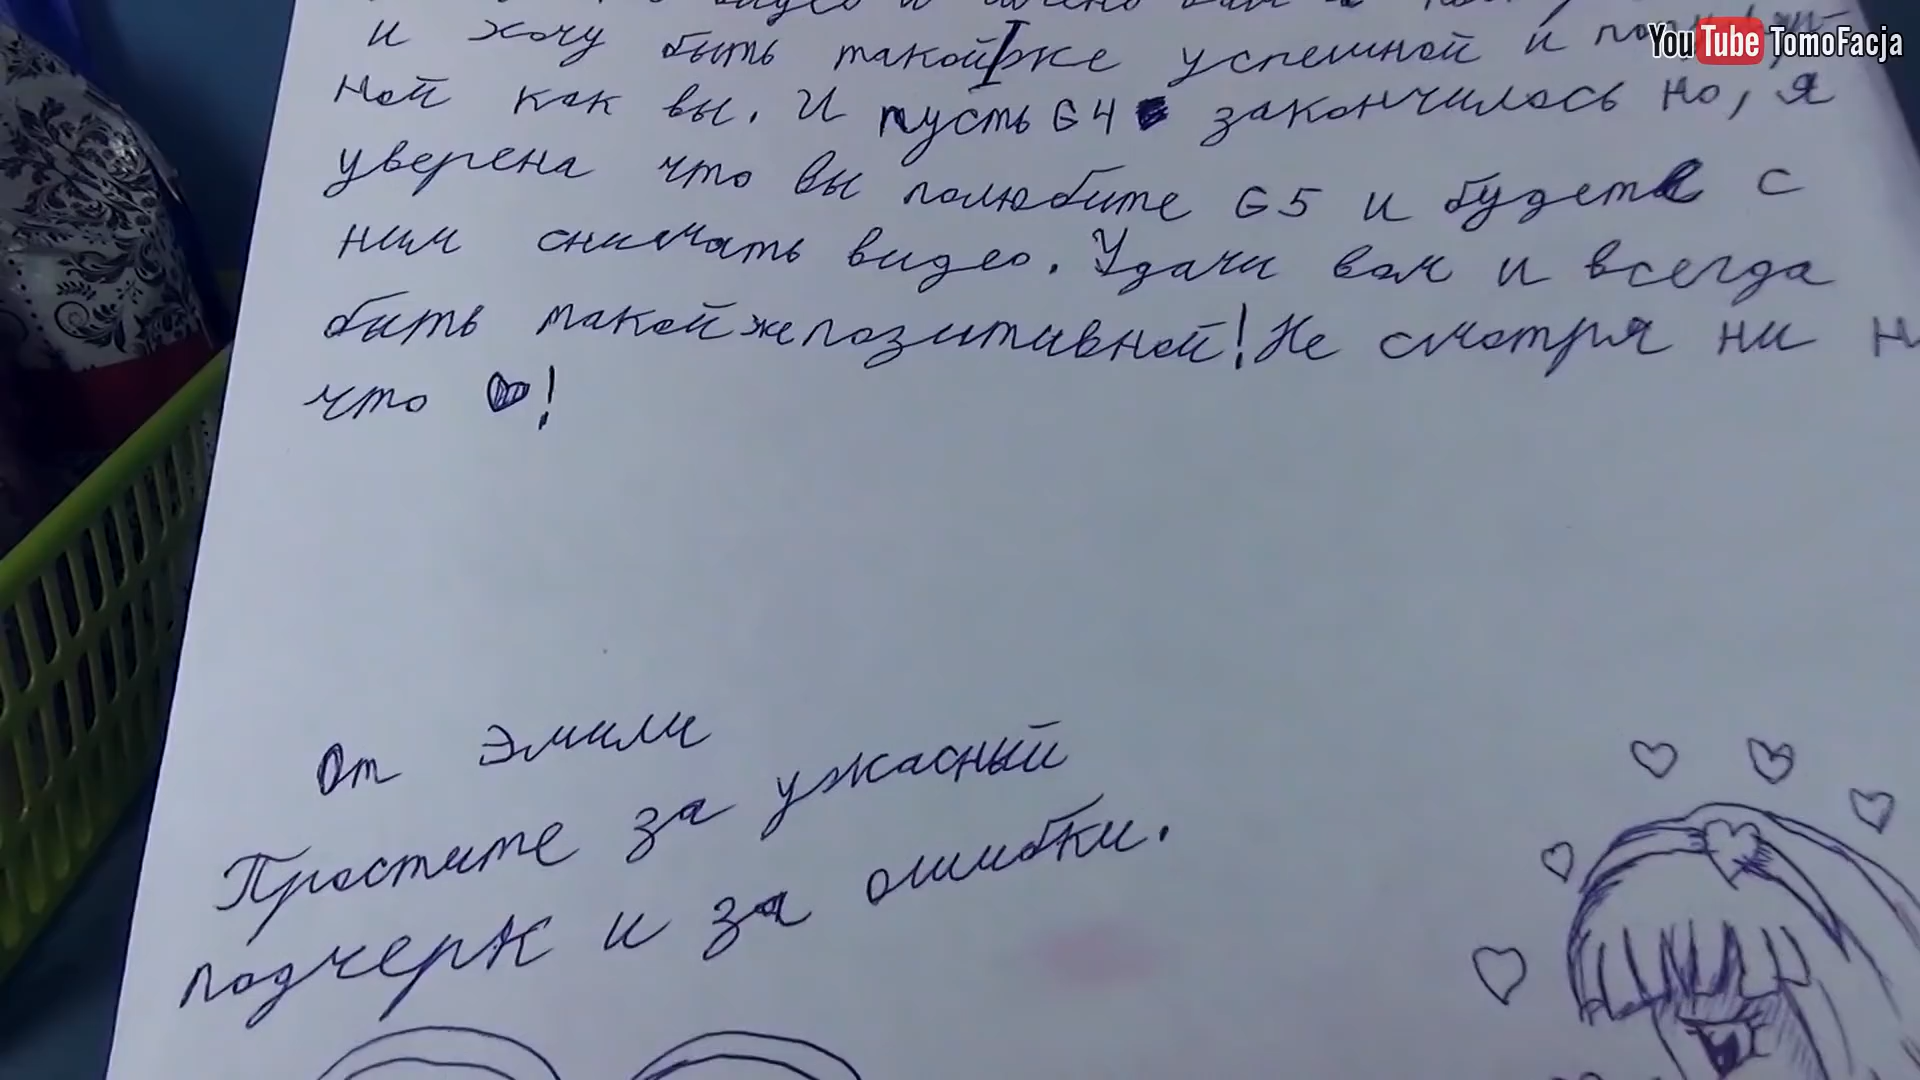 YouTube TomoFacja
и хочу быть такой же успешной и
ной как вы. И пусть G4 закончилось но, я
уверена что вы полюбите G5 и будете с
ним снимать видео. Удачи вам и всегда
быть такой же позитивной! Не смотря ни н
что ♥!
От Эмили
Простите за ужасный
подчерк и за ошибки.